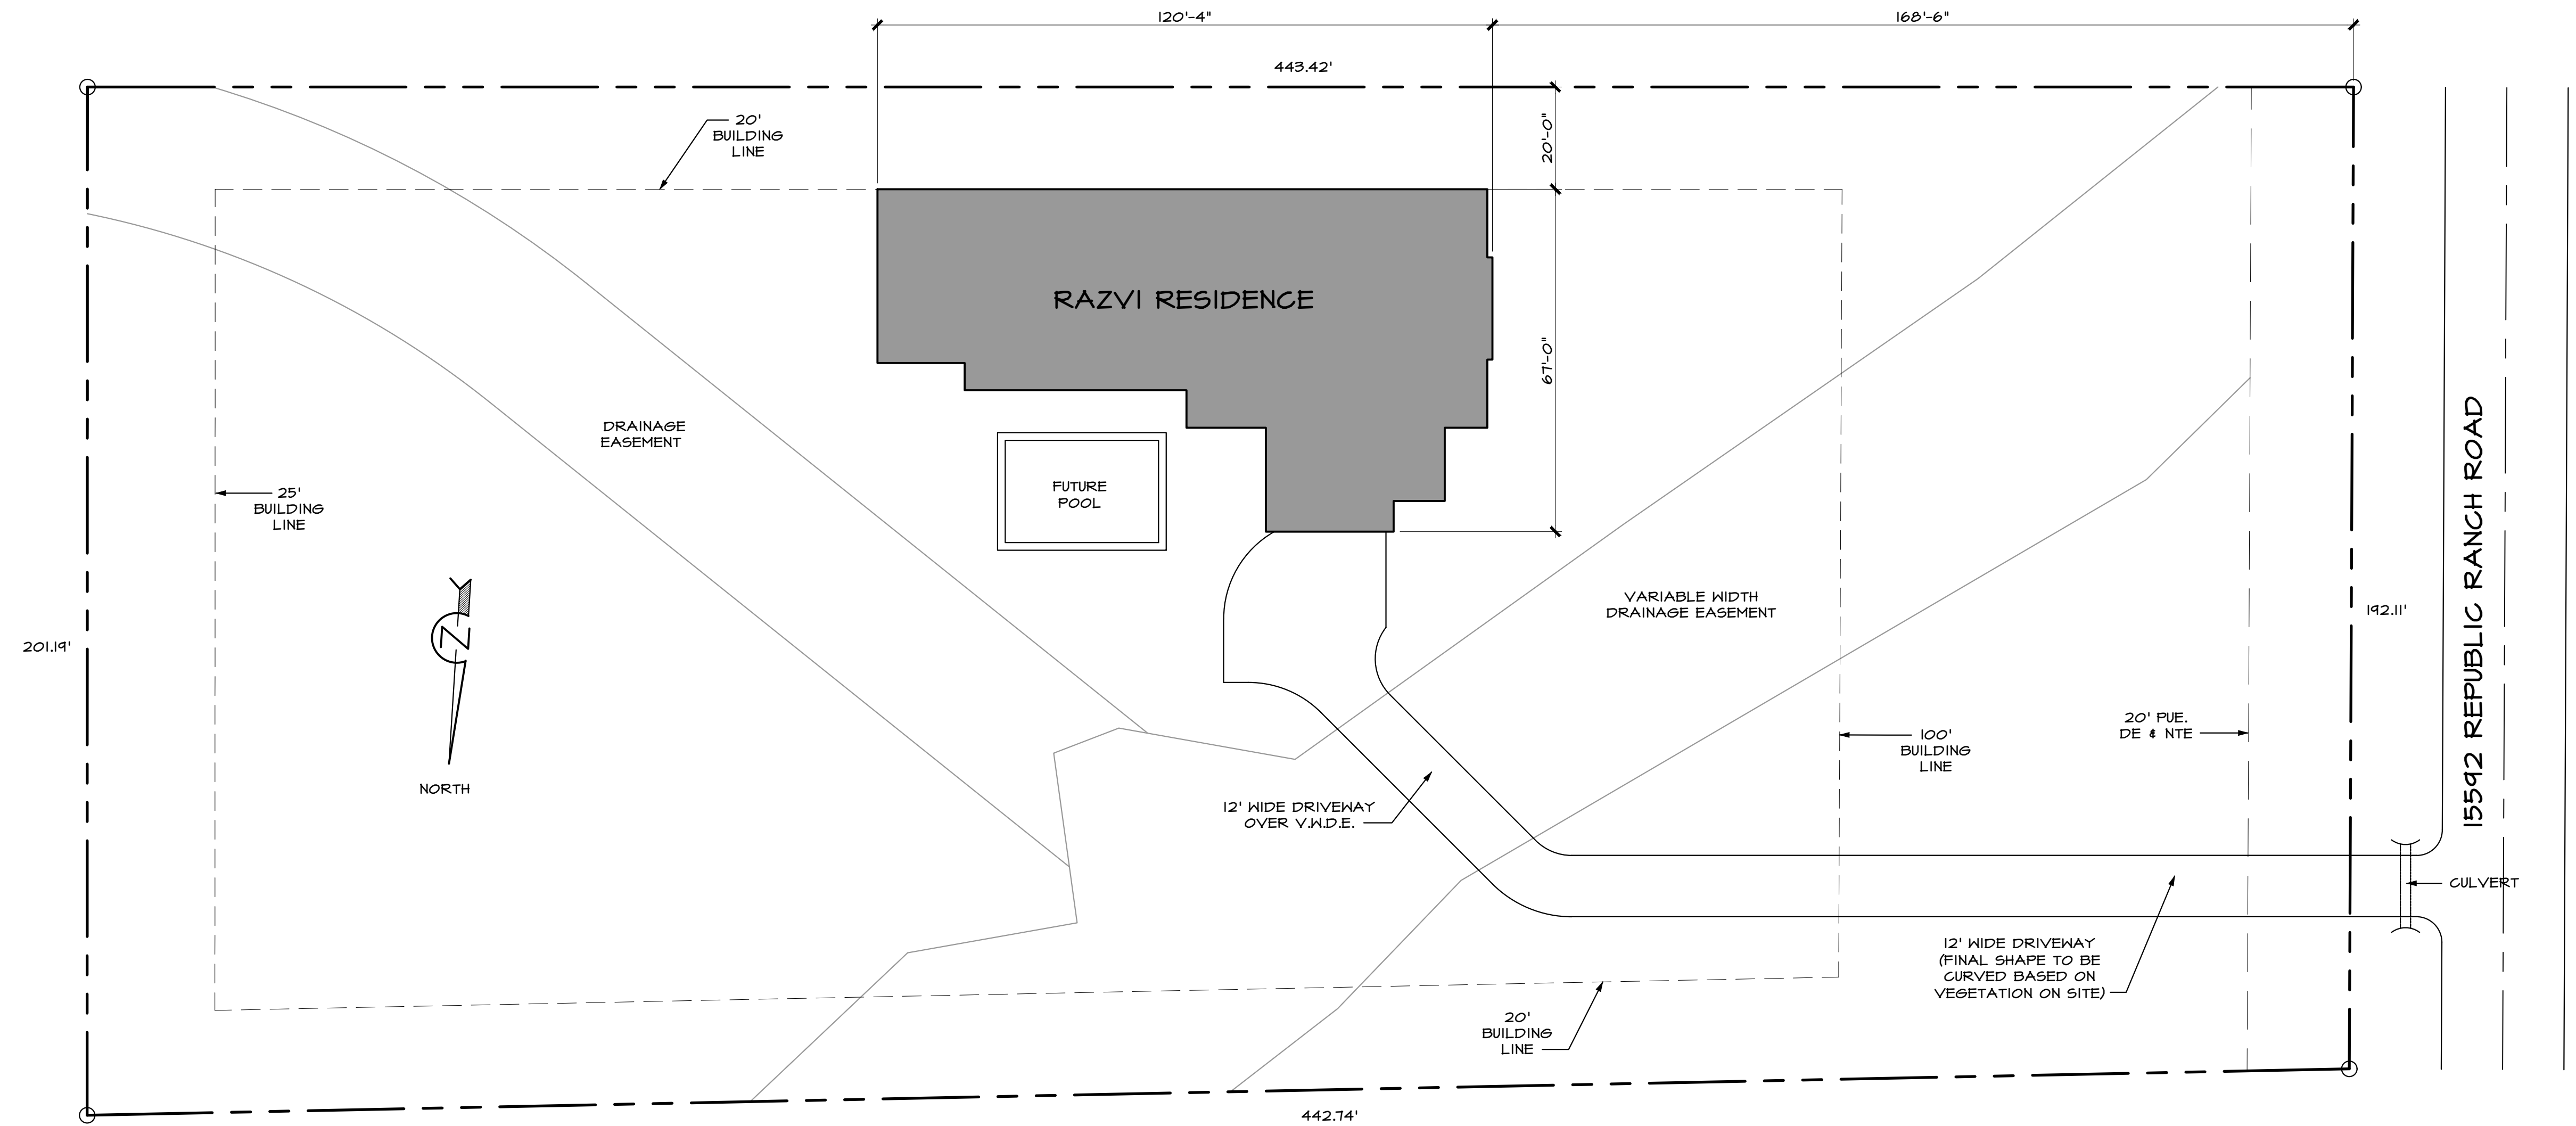 120'-4"
168'-6"
443.42'
20'
BUILDING
LINE
20'-0"
RAZVI RESIDENCE
67'-0"
DRAINAGE
EASEMENT
25'
BUILDING
LINE
FUTURE
POOL
15592 REPUBLIC RANCH ROAD
VARIABLE WIDTH
DRAINAGE EASEMENT
192.11'
201.19'
N
NORTH
20' PUE.
DE & NTE
100'
BUILDING
LINE
12' WIDE DRIVEWAY
OVER V.W.D.E.
CULVERT
12' WIDE DRIVEWAY
(FINAL SHAPE TO BE
CURVED BASED ON
VEGETATION ON SITE)
20'
BUILDING
LINE
442.74'